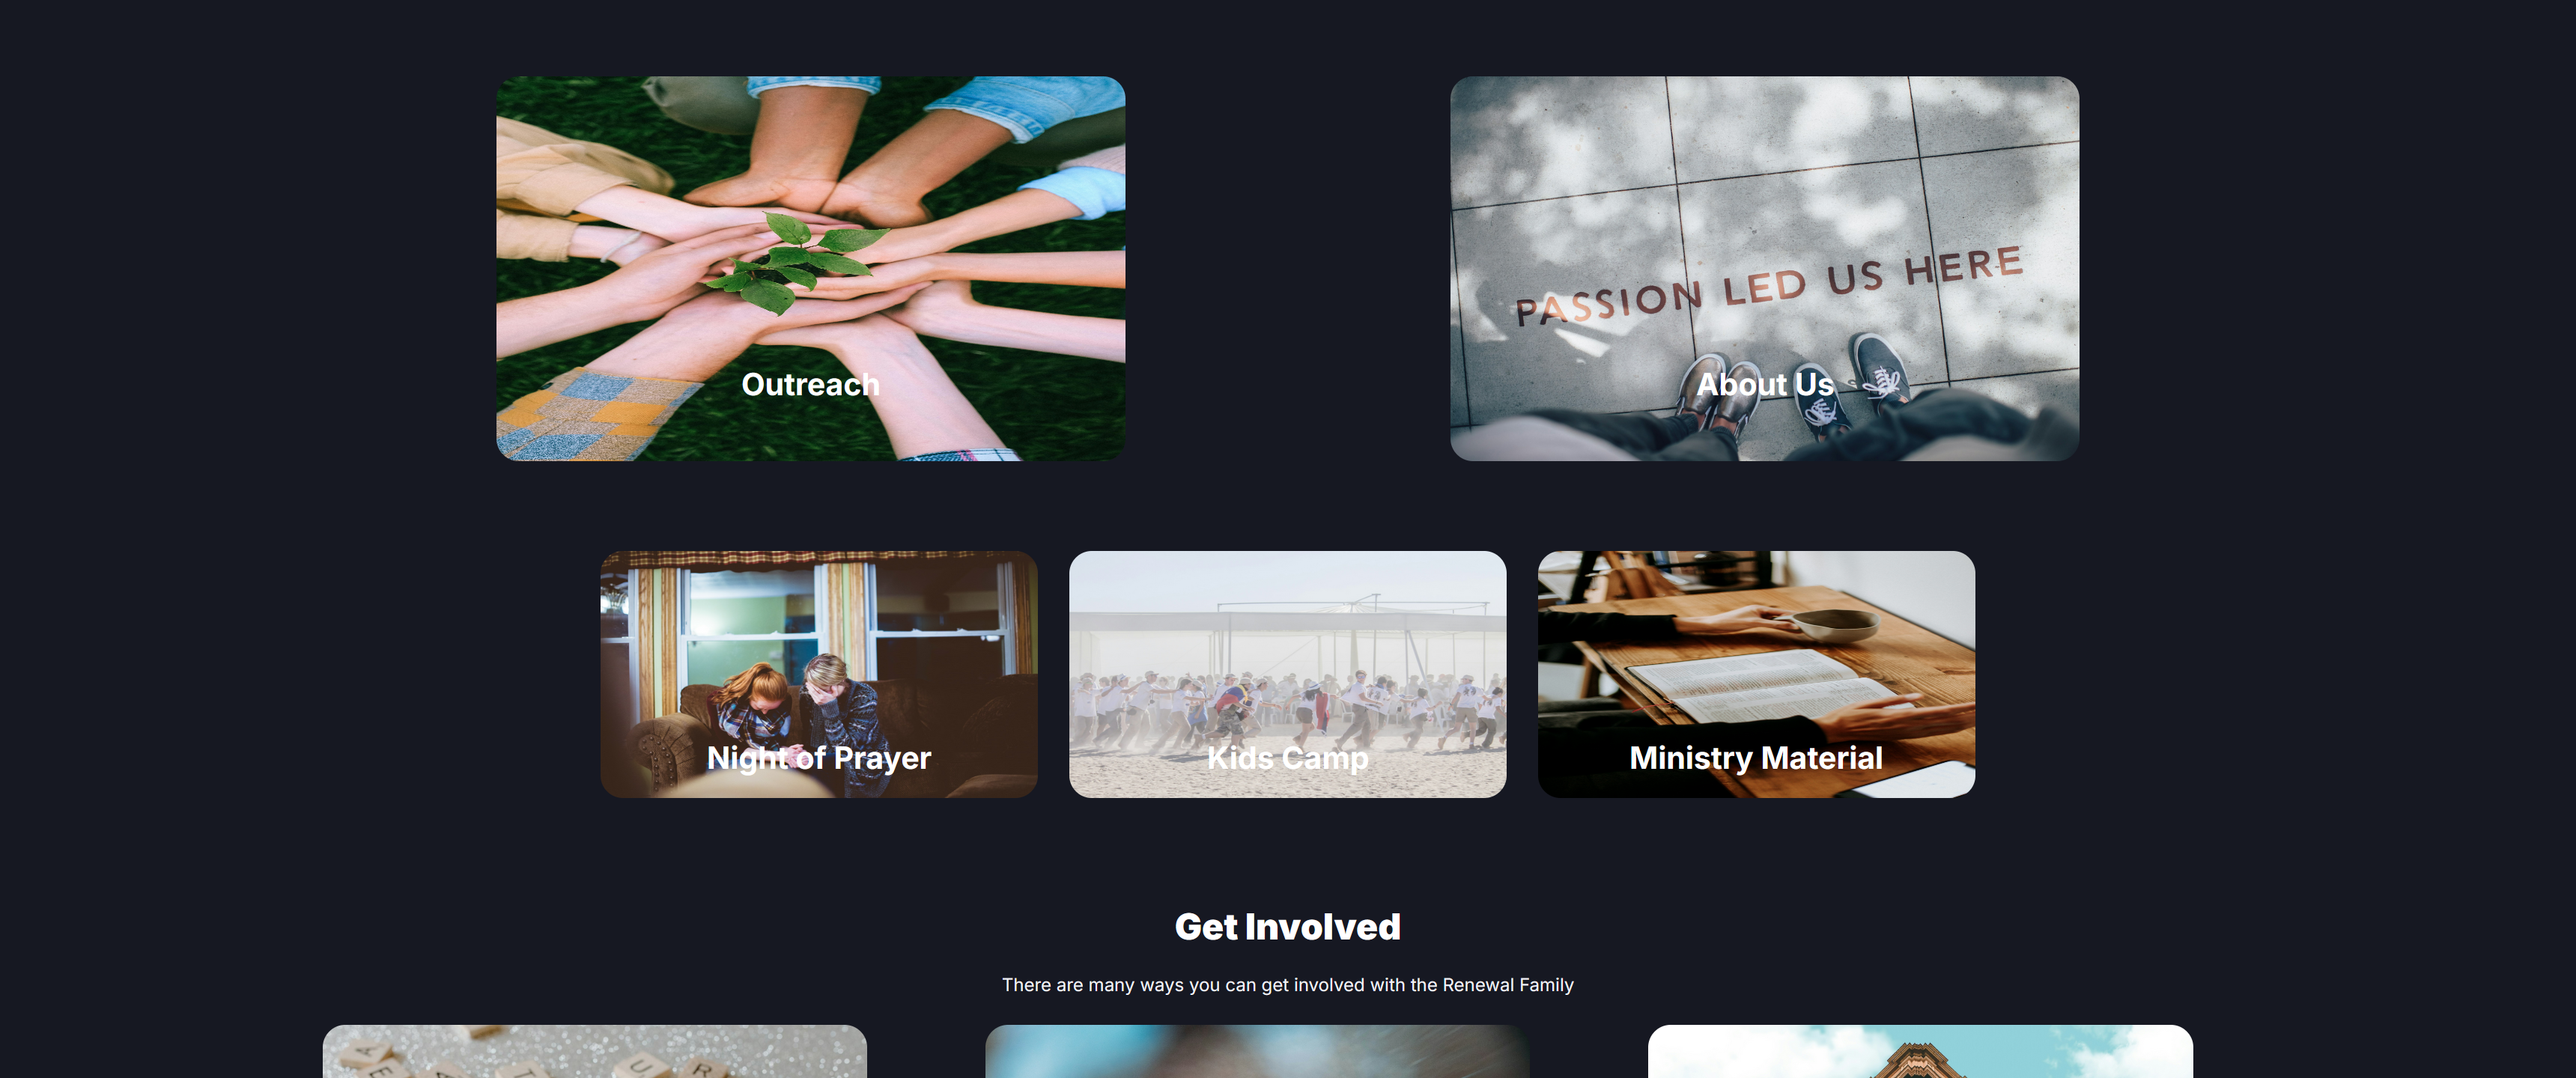 PASSION LED US HERE
Outreach
About Us
Night of Prayer
Kids Camp
Ministry Material
Get Involved
There are many ways you can get involved with the Renewal Family
A
E
A
T
U
R